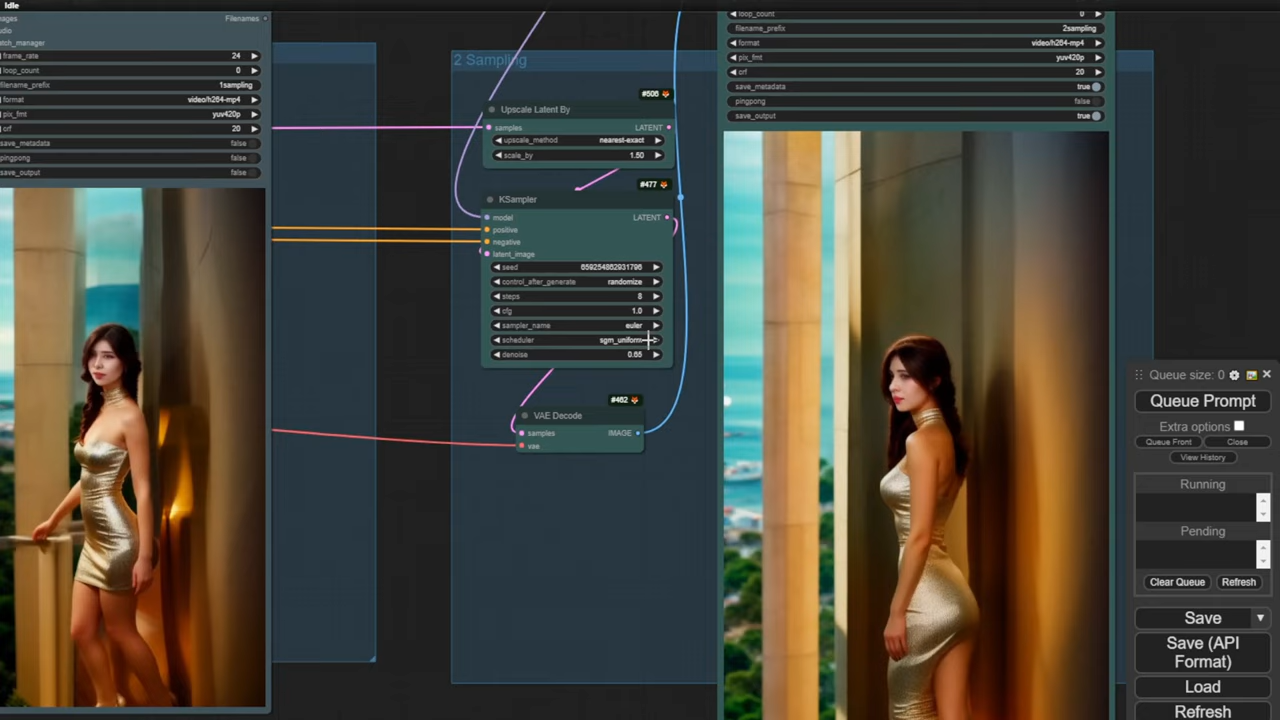 Idle
ages
Filenames
udio
atch_manager
frame_rate 24
loop_count 0
filename_prefix 1sampling
format video/h264-mp4
pix_fmt yuv420p
crf 20
save_metadata false
pingpong false
save_output false
2 Sampling
#506
Upscale Latent By
samples LATENT
upscale_method nearest-exact
scale_by 1.50
#477
KSampler
model LATENT
positive
negative
latent_image
seed 659254862931796
control_after_generate randomize
steps 8
cfg 1.0
sampler_name euler
scheduler sgm_uniform
denoise 0.65
#462
VAE Decode
samples IMAGE
vae
loop_count 0
filename_prefix 2sampling
format video/h264-mp4
pix_fmt yuv420p
crf 20
save_metadata true
pingpong false
save_output true
Queue size: 0
Queue Prompt
Extra options
Queue Front Close
View History
Running
Pending
Clear Queue Refresh
Save
Save (API
Format)
Load
Refresh